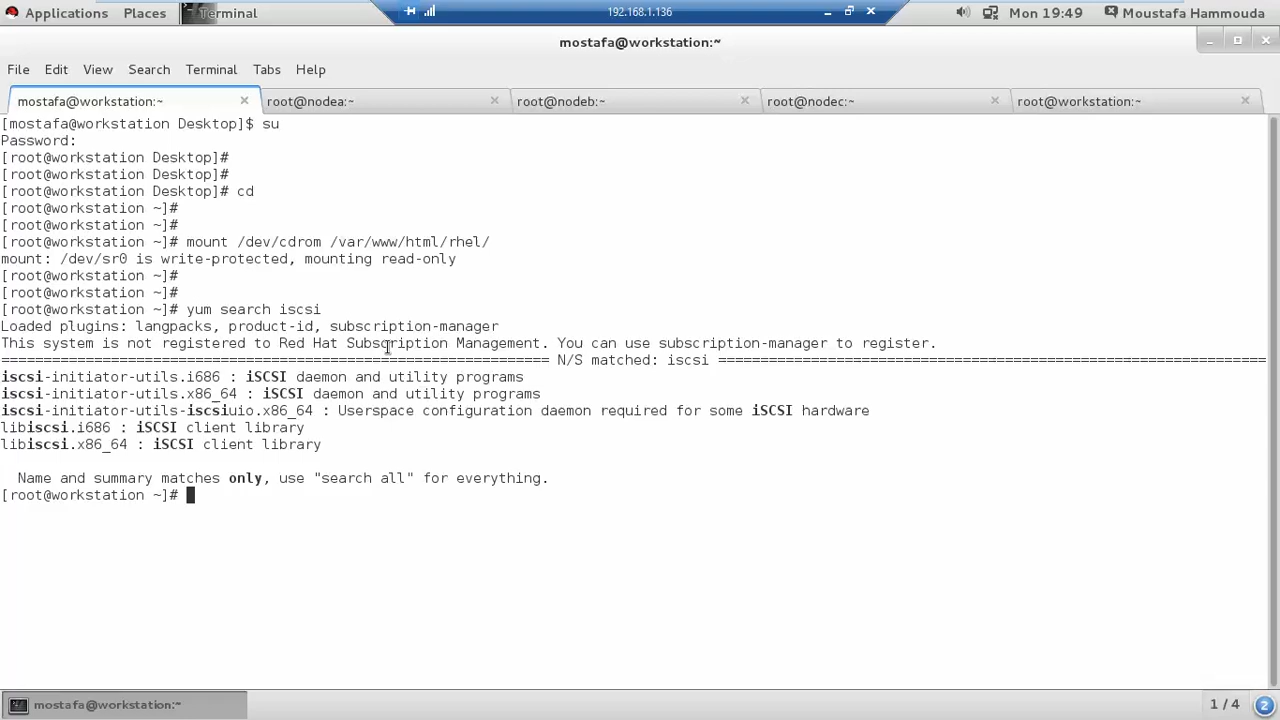 Applications Places Terminal 192.168.1.136 Mon 19:49 Moustafa Hammouda
mostafa@workstation:~
File Edit View Search Terminal Tabs Help
mostafa@workstation:~ root@nodea:~ root@nodeb:~ root@nodec:~ root@workstation:~
[mostafa@workstation Desktop]$ su
Password:
[root@workstation Desktop]#
[root@workstation Desktop]#
[root@workstation Desktop]# cd
[root@workstation ~]#
[root@workstation ~]#
[root@workstation ~]# mount /dev/cdrom /var/www/html/rhel/
mount: /dev/sr0 is write-protected, mounting read-only
[root@workstation ~]#
[root@workstation ~]#
[root@workstation ~]# yum search iscsi
Loaded plugins: langpacks, product-id, subscription-manager
This system is not registered to Red Hat Subscription Management. You can use subscription-manager to register.
================================================================= N/S matched: iscsi =================================================================
iscsi-initiator-utils.i686 : iSCSI daemon and utility programs
iscsi-initiator-utils.x86_64 : iSCSI daemon and utility programs
iscsi-initiator-utils-iscsiuio.x86_64 : Userspace configuration daemon required for some iSCSI hardware
libiscsi.i686 : iSCSI client library
libiscsi.x86_64 : iSCSI client library
Name and summary matches only, use "search all" for everything.
[root@workstation ~]#
mostafa@workstation:~ 1 / 4 2